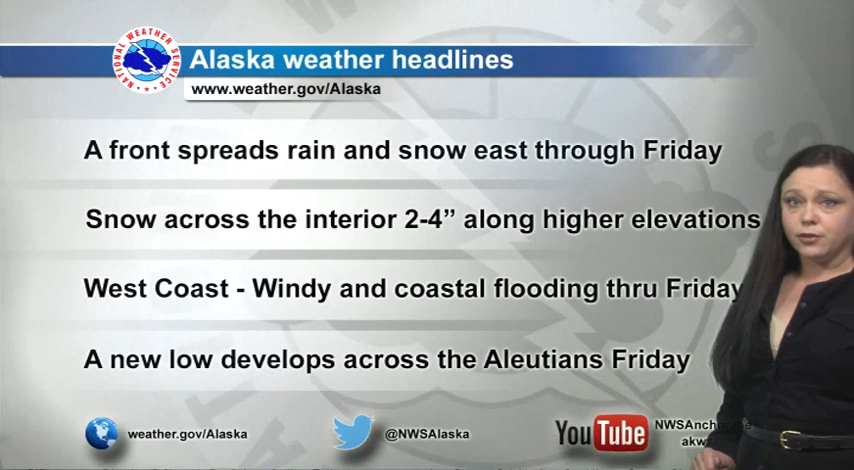 NATIONAL WEATHER SERVICE
Alaska weather headlines
www.weather.gov/Alaska
A front spreads rain and snow east through Friday
Snow across the interior 2-4” along higher elevations
West Coast - Windy and coastal flooding thru Friday
A new low develops across the Aleutians Friday
weather.gov/Alaska
@NWSAlaska
YouTube